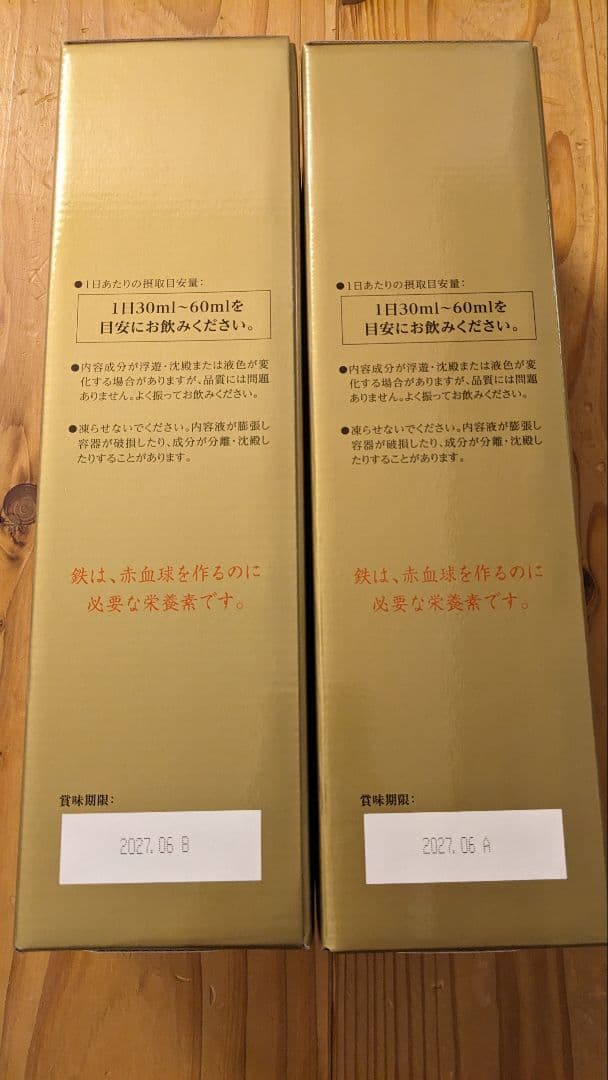 ●1日あたりの摂取目安量：
1日30ml～60mlを
目安にお飲みください。
●内容成分が浮遊・沈殿または液色が変
化する場合がありますが、品質には問題
ありません。よく振ってお飲みください。
●凍らせないでください。内容液が膨張し
容器が破損したり、成分が分離・沈殿し
たりすることがあります。
鉄は、赤血球を作るのに
必要な栄養素です。
賞味期限：
2027.06 B
●1日あたりの摂取目安量：
1日30ml～60mlを
目安にお飲みください。
●内容成分が浮遊・沈殿または液色が変
化する場合がありますが、品質には問題
ありません。よく振ってお飲みください。
●凍らせないでください。内容液が膨張し
容器が破損したり、成分が分離・沈殿し
たりすることがあります。
鉄は、赤血球を作るのに
必要な栄養素です。
賞味期限：
2027.06 A